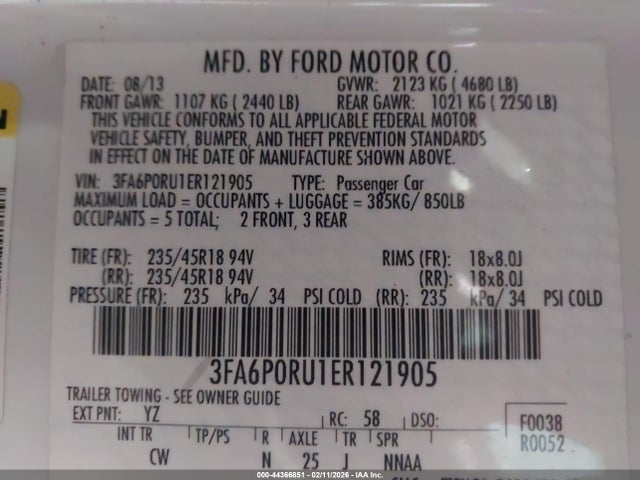 MFD. BY FORD MOTOR CO.
DATE: 08/13 GVWR: 2123 KG ( 4680 LB)
FRONT GAWR: 1107 KG ( 2440 LB) REAR GAWR: 1021 KG ( 2250 LB)
THIS VEHICLE CONFORMS TO ALL APPLICABLE FEDERAL MOTOR
VEHICLE SAFETY, BUMPER, AND THEFT PREVENTION STANDARDS
IN EFFECT ON THE DATE OF MANUFACTURE SHOWN ABOVE.
VIN: 3FA6P0RU1ER121905 TYPE: Passenger Car
MAXIMUM LOAD = OCCUPANTS + LUGGAGE = 385KG/ 850LB
OCCUPANTS = 5 TOTAL; 2 FRONT, 3 REAR
TIRE (FR): 235/45R18 94V RIMS (FR): 18x8.0J
(RR): 235/45R18 94V (RR): 18x8.0J
PRESSURE (FR): 235 kPa/ 34 PSI COLD (RR): 235 kPa/ 34 PSI COLD
3FA6P0RU1ER121905
TRAILER TOWING - SEE OWNER GUIDE
EXT PNT: YZ RC: 58 DSO: F0038
R0052
INT TR TP/PS R AXLE TR SPR
CW N 25 J NNAA
000-44366851 - 02/11/2026 - IAAI.COM